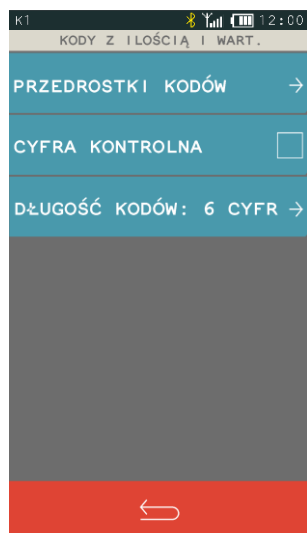 K1 12:00
KODY Z ILOŚCIĄ I WART.
PRZEDROSTKI KODÓW
CYFRA KONTROLNA
DŁUGOŚĆ KODÓW: 6 CYFR